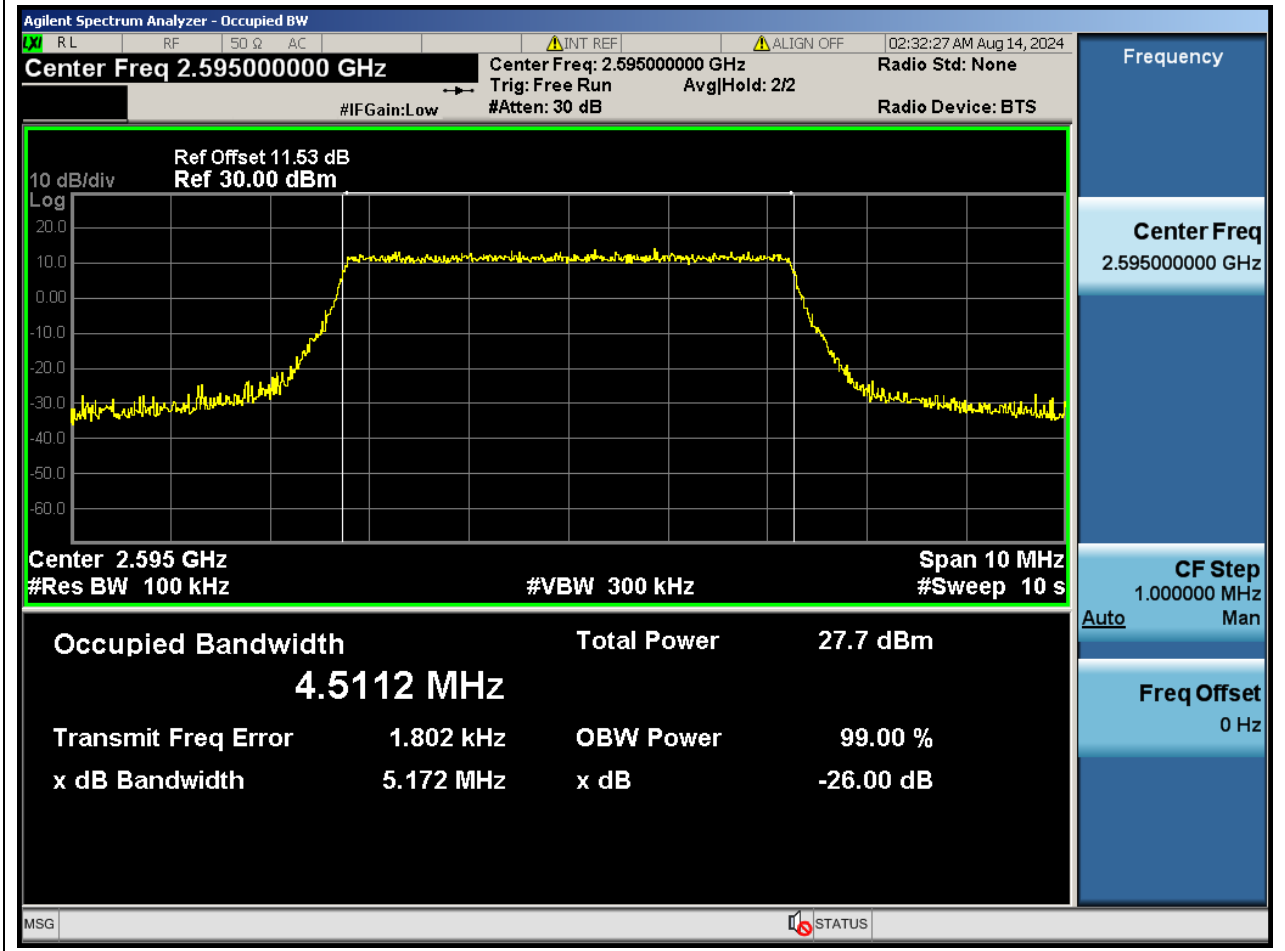 Agilent Spectrum Analyzer - Occupied BW
LXI RL RF 50 Ω AC INT REF ALIGN OFF 02:32:27 AM Aug 14, 2024
Center Freq 2.595000000 GHz
Center Freq: 2.595000000 GHz
Radio Std: None
Trig: Free Run Avg|Hold: 2/2
#IFGain:Low
#Atten: 30 dB
Radio Device: BTS
Ref Offset 11.53 dB
10 dB/div Ref 30.00 dBm
Log
20.0
10.0
0.00
-10.0
-20.0
-30.0
-40.0
-50.0
-60.0
Center 2.595 GHz Span 10 MHz
#Res BW 100 kHz #VBW 300 kHz #Sweep 10 s
Occupied Bandwidth Total Power 27.7 dBm
4.5112 MHz
Transmit Freq Error 1.802 kHz OBW Power 99.00 %
x dB Bandwidth 5.172 MHz x dB -26.00 dB
MSG STATUS
Frequency
Center Freq
2.595000000 GHz
CF Step
1.000000 MHz
Auto Man
Freq Offset
0 Hz